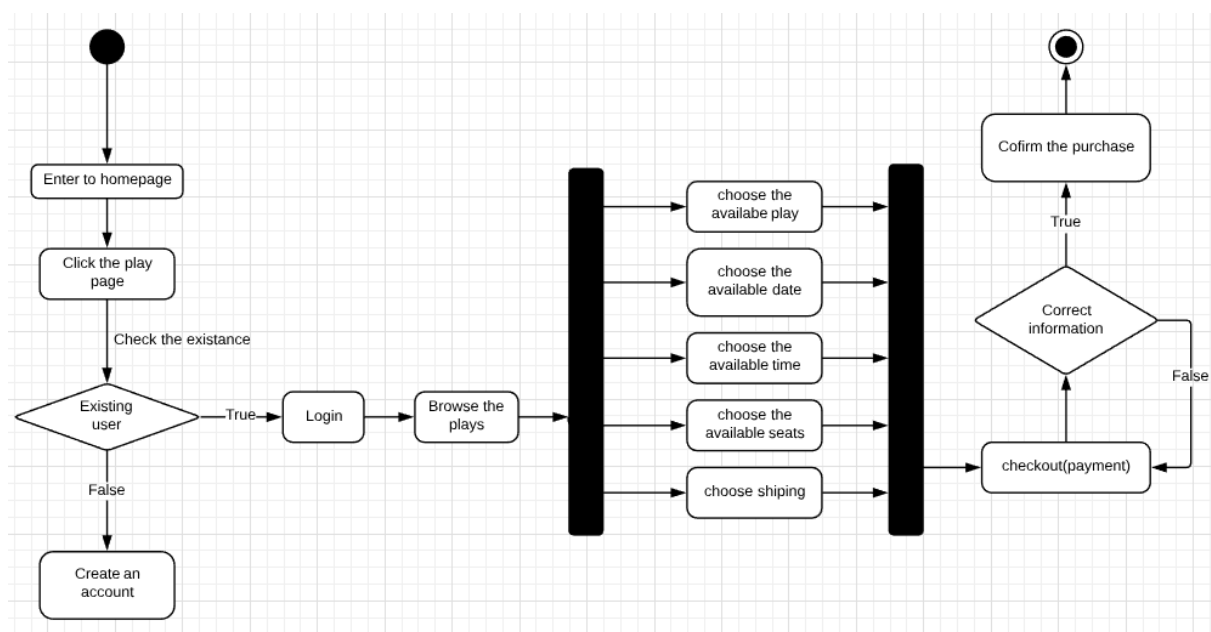 Enter to homepage
Click the play
page
Check the existance
Existing
user
True
Login
Browse the
plays
False
Create an
account
choose the
availabe play
choose the
available date
choose the
available time
choose the
available seats
choose shiping
checkout(payment)
Correct
information
False
True
Cofirm the purchase